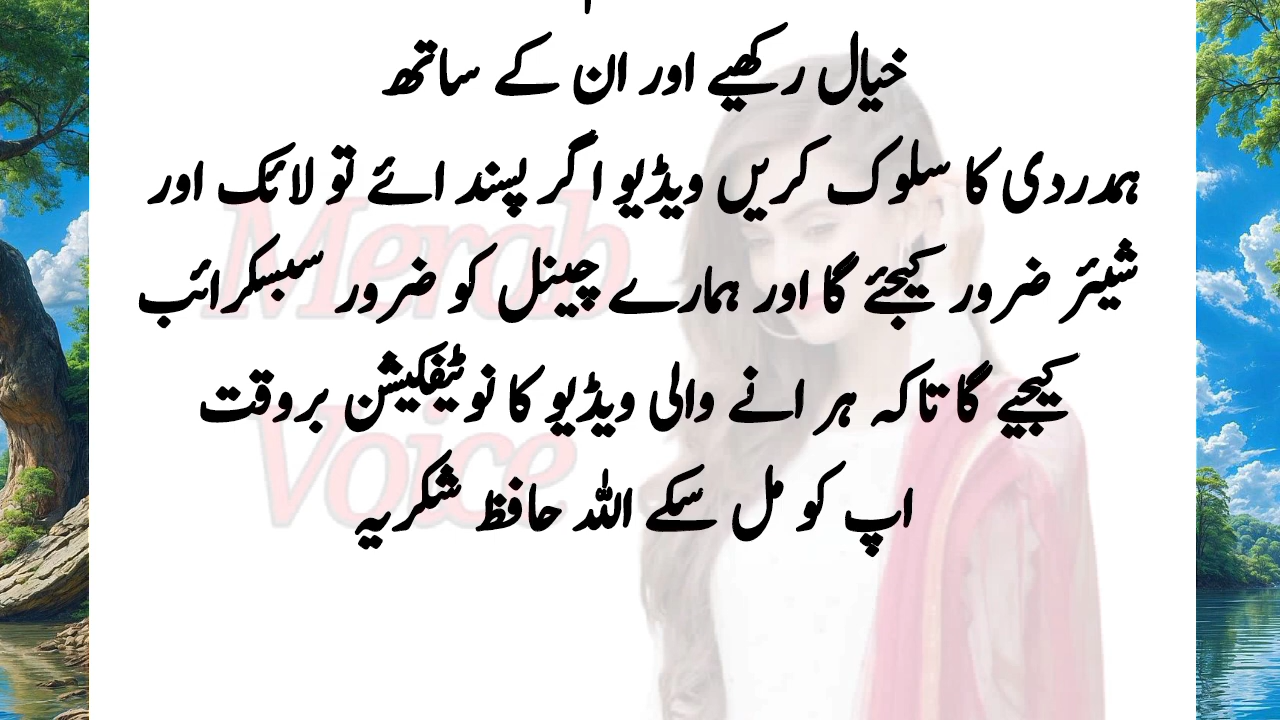 خیال رکھیے اور ان کے ساتھ
ہمدردی کا سلوک کریں ویڈیو اگر پسند ائے تو لائک اور
شیئر ضرور کیجئے گا اور ہمارے چینل کو ضرور سبسکرائب
کیجیے گا تاکہ ہر انے والی ویڈیو کا نوٹیفکیشن بروقت
اپ کو مل سکے اللہ حافظ شکریہ
Merab
Voice